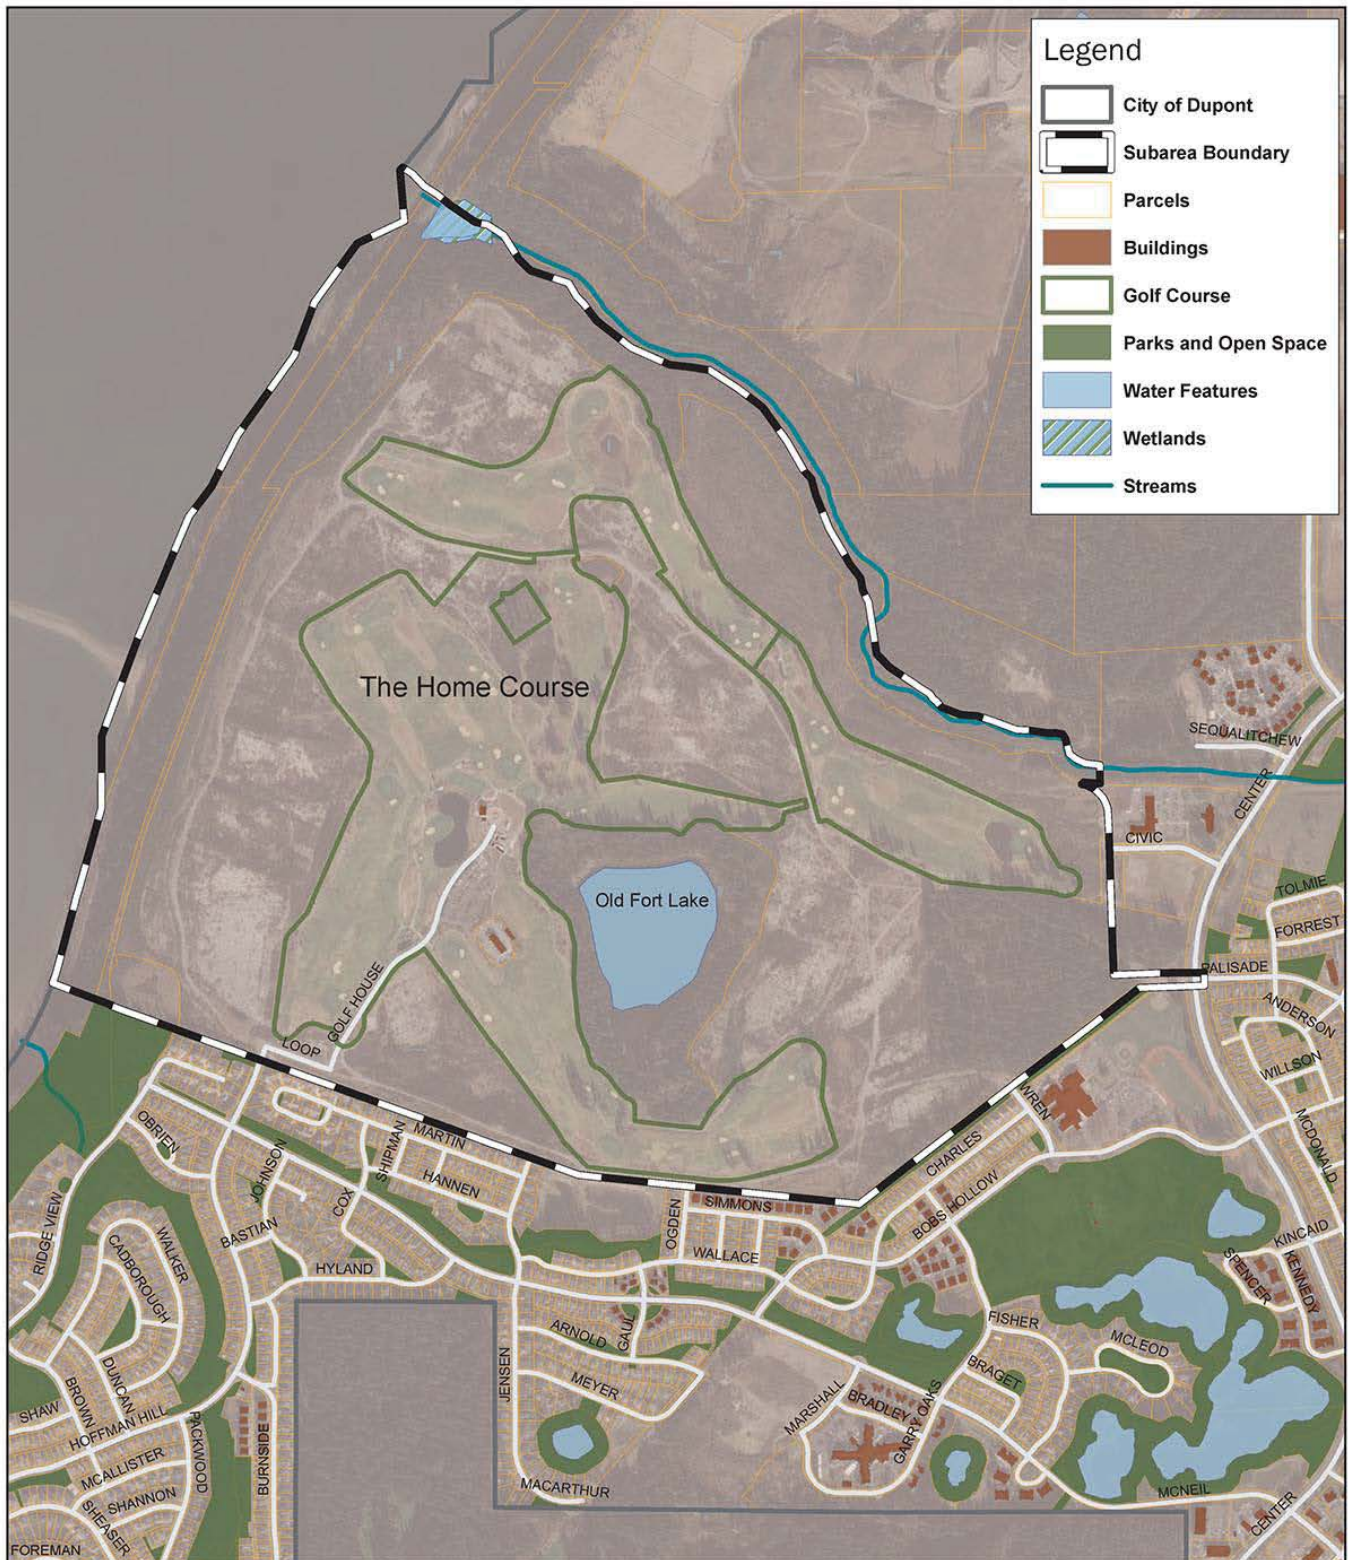 Legend
City of Dupont
Subarea Boundary
Parcels
Buildings
Golf Course
Parks and Open Space
Water Features
Wetlands
Streams
The Home Course
SEQUALITCHEW
CENTER
CIVIC
Old Fort Lake
TOLMIE
FORREST
PALISADE
GOLF HOUSE
LOOP
ANDERSON
WILLSON
WREN
OBRIEN
MARTIN
SHIPMAN
CHARLES
MCDONALD
JOHNSON
HANNEN
COX
BOBS HOLLOW
RIDGE VIEW
BASTIAN
OGDEN
SIMMONS
WALKER
CADBOROUGH
WALLACE
KINCAID
HYLAND
SPENCER
KENNEDY
ARNOLD
GAUL
FISHER
MCLEOD
JENSEN
DUNCAN
BROWN
MEYER
BRAGET
SHAW
HOFFMAN HILL
PACKWOOD
BURNSIDE
MARSHALL
BRADLEY
GARRY OAKS
MCALLISTER
MACARTHUR
MCNEIL
SHANNON
SHEASER
CENTER
FOREMAN